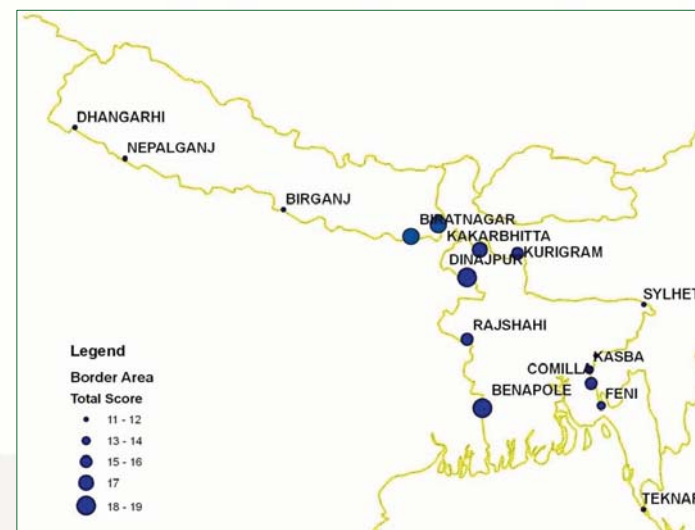 DHANGARHI
NEPALGANJ
BIRGANJ
BIRATNAGAR
KAKARBHITTA
KURIGRAM
DINAJPUR
SYLHET
RAJSHAHI
KASBA
COMILLA
BENAPOLE
FENI
TEKNAF
Legend
Border Area
Total Score
11 - 12
13 - 14
15 - 16
17
18 - 19